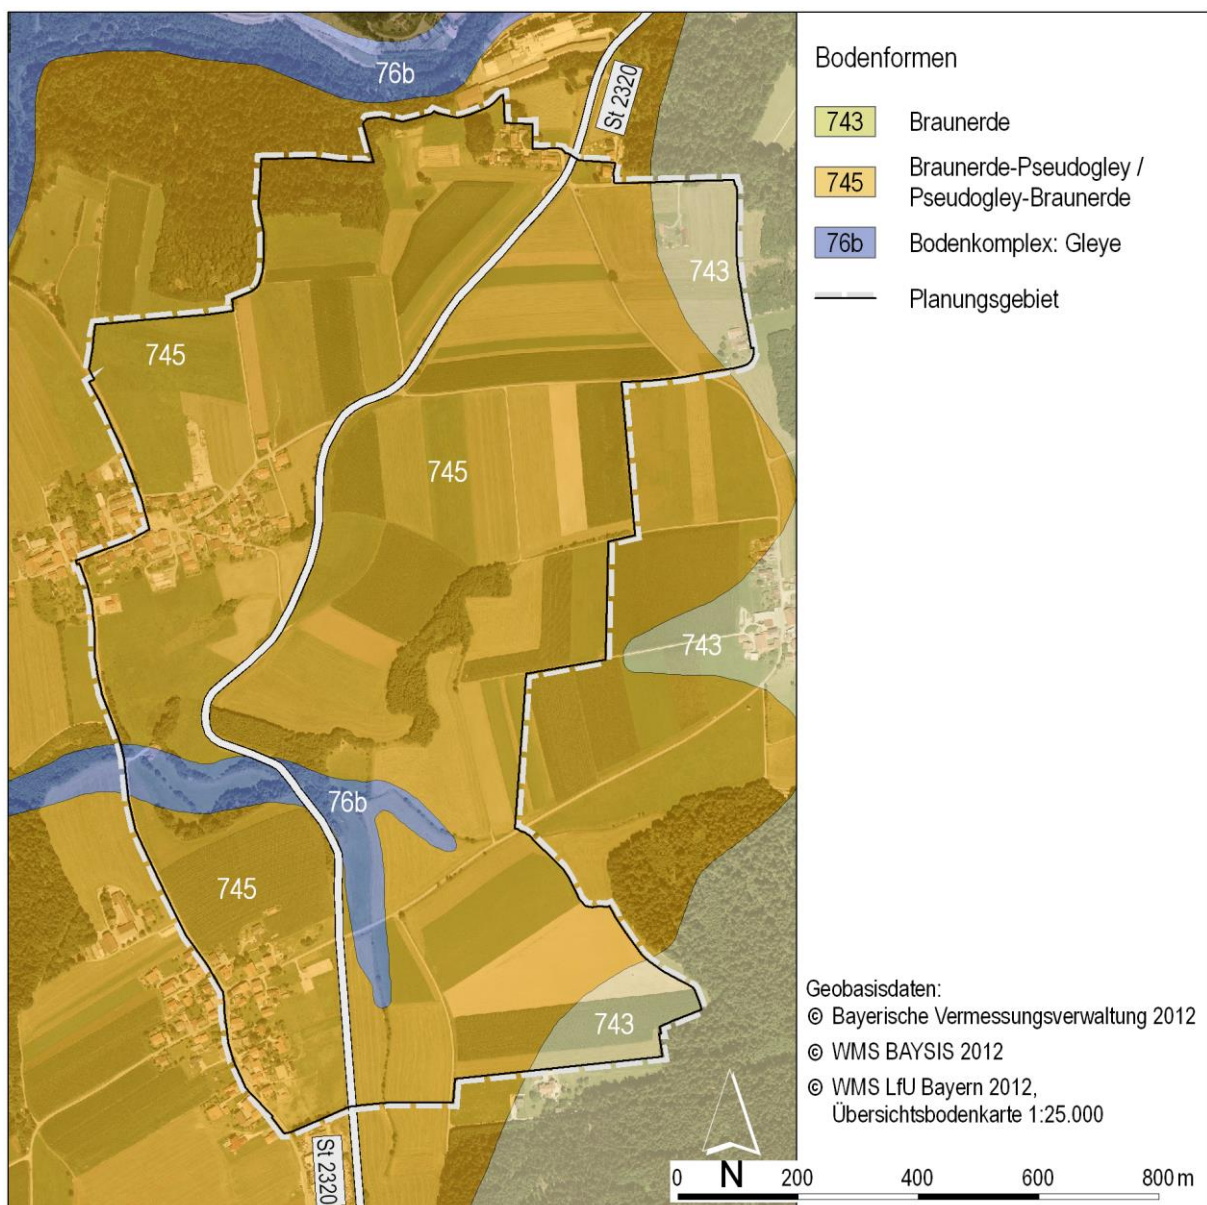 76b
St 2320
743
745
745
743
76b
745
743
St 2320
Bodenformen
743 Braunerde
745 Braunerde-Pseudogley /
Pseudogley-Braunerde
76b Bodenkomplex: Gleye
Planungsgebiet
Geobasisdaten:
© Bayerische Vermessungsverwaltung 2012
© WMS BAYSIS 2012
© WMS LfU Bayern 2012,
Übersichtsbodenkarte 1:25.000
N
0 200 400 600 800 m